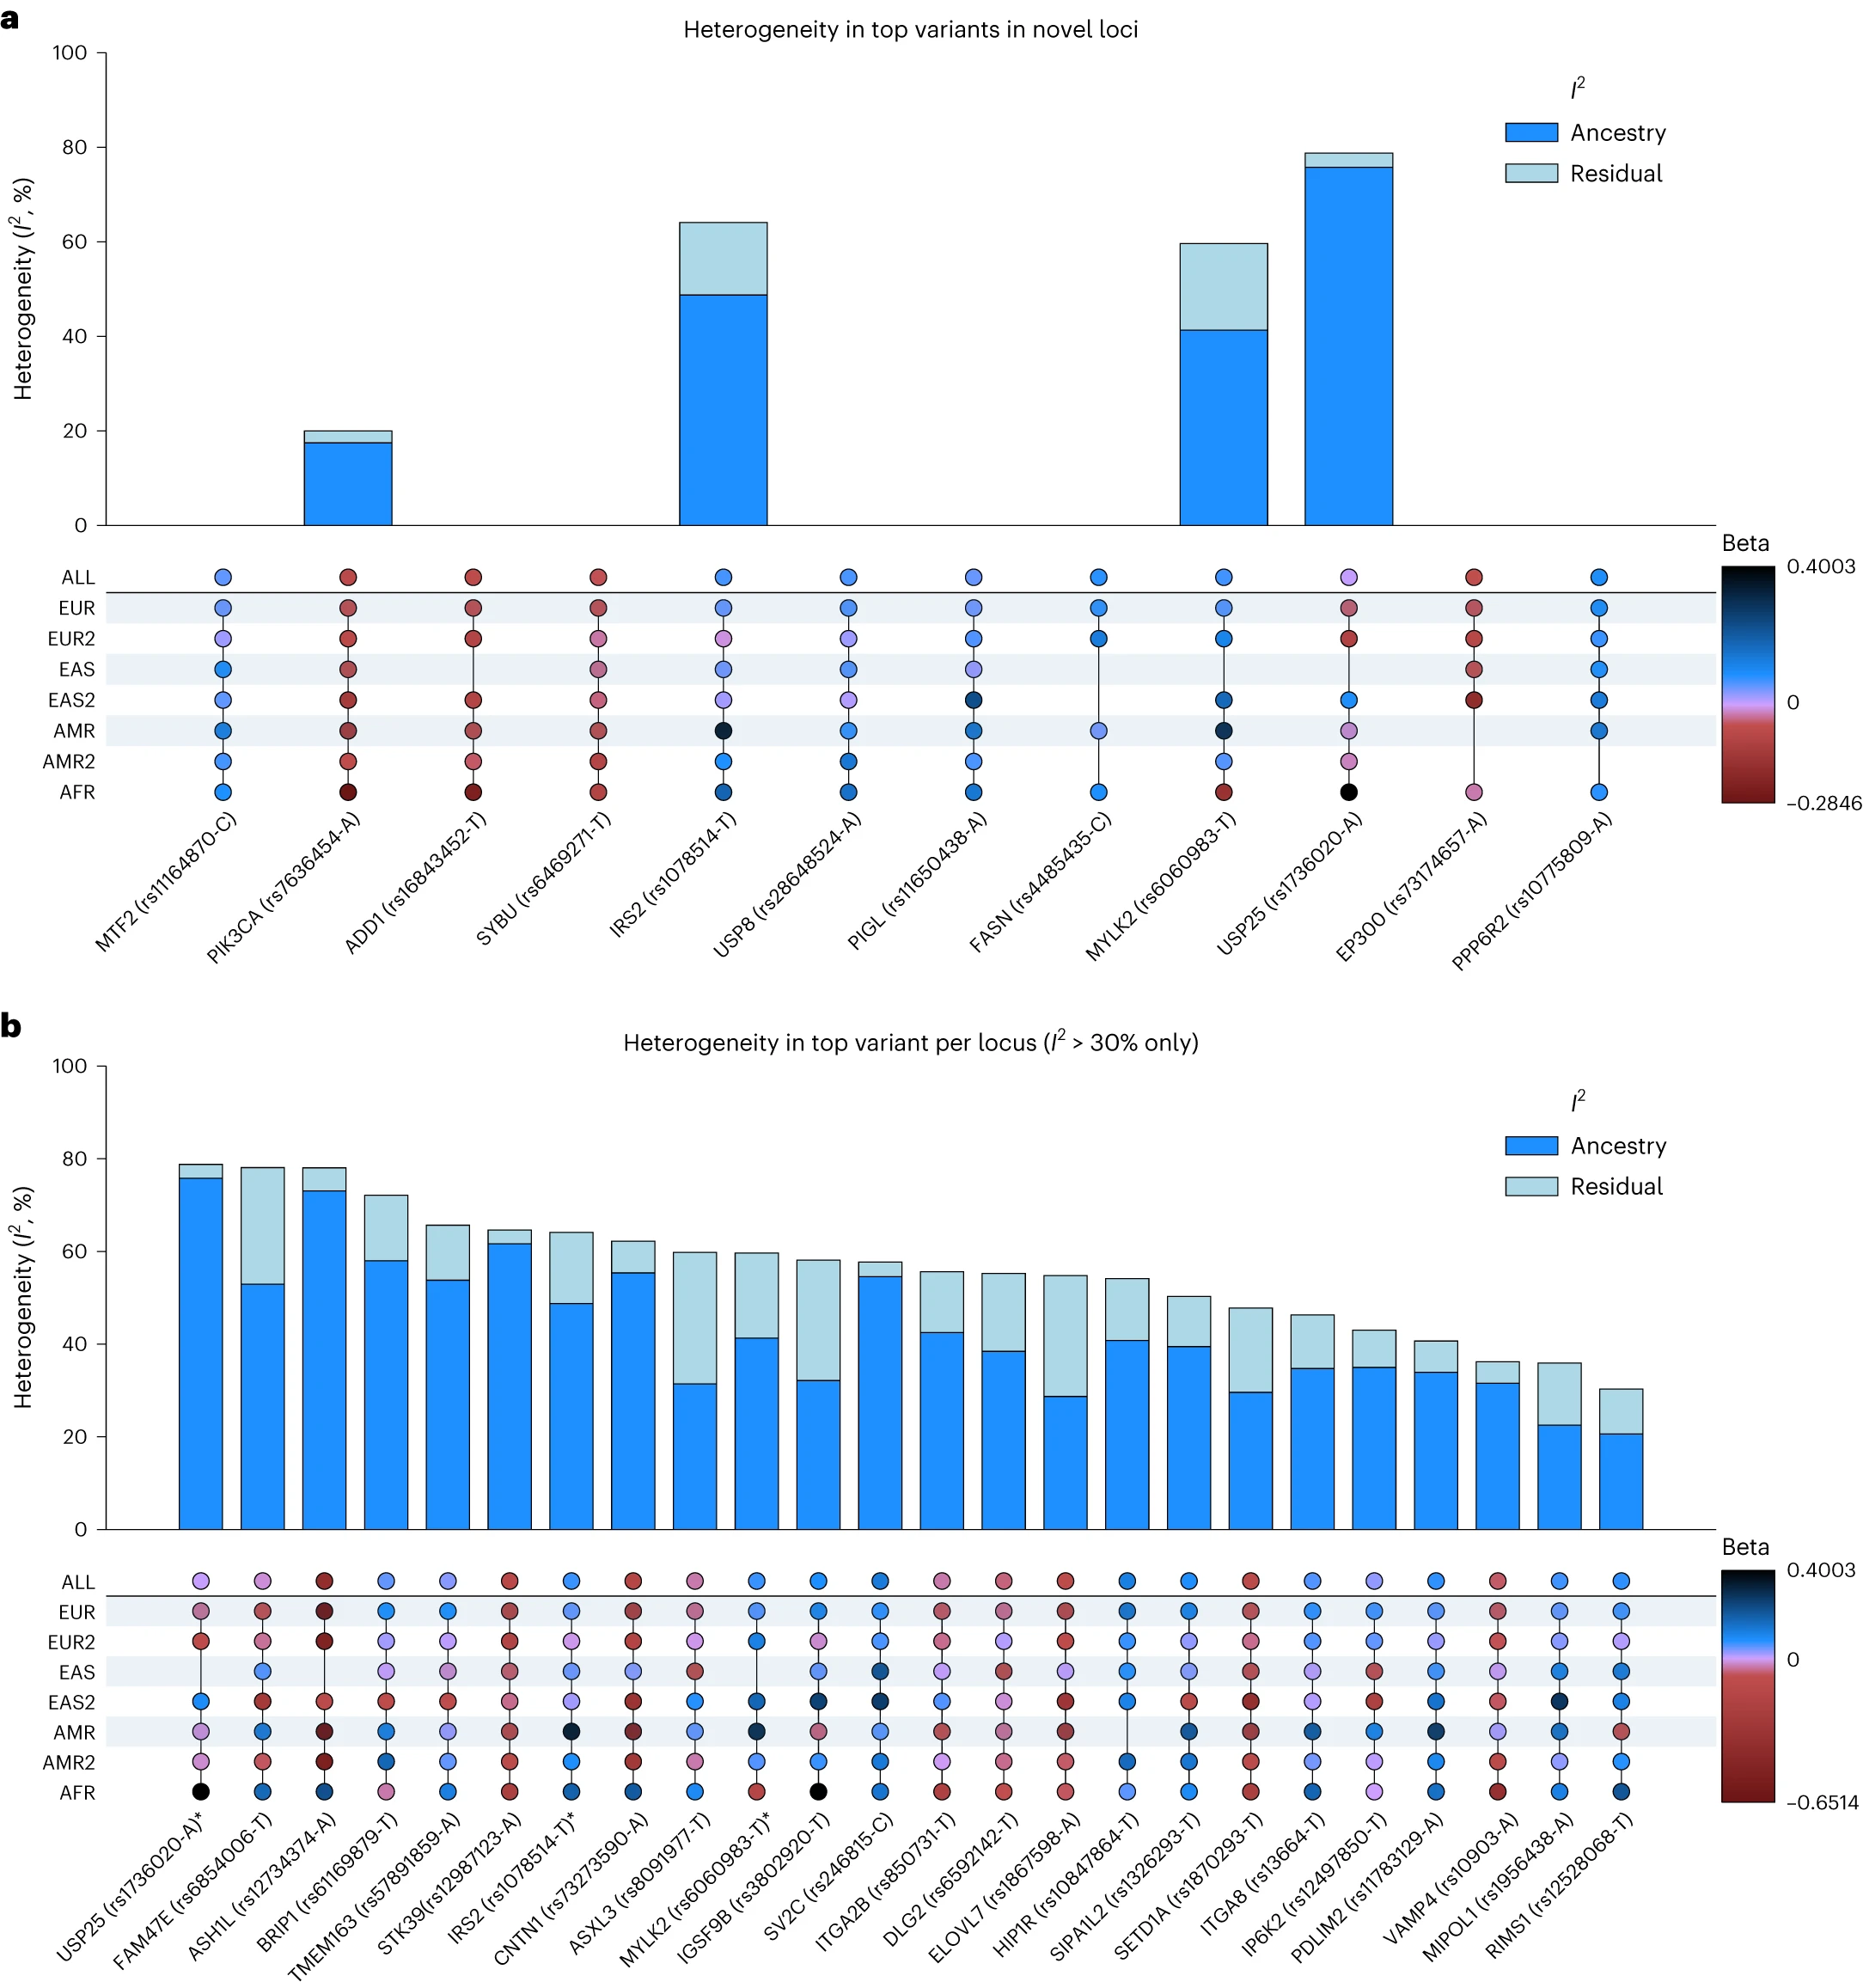 a
Heterogeneity in top variants in novel loci
Heterogeneity (I², %)
100
80
60
40
20
0
I²
Ancestry
Residual
ALL
EUR
EUR2
EAS
EAS2
AMR
AMR2
AFR
Beta
0.4003
0
–0.2846
MTF2 (rs11164870-C)
PIK3CA (rs7636454-A)
ADD1 (rs16843452-T)
SYBU (rs6469271-T)
IRS2 (rs1078514-T)
USP8 (rs28648524-A)
PIGL (rs11650438-A)
FASN (rs4485435-C)
MYLK2 (rs6060983-T)
USP25 (rs1736020-A)
EP300 (rs73174657-A)
PPP6R2 (rs10775809-A)
b
Heterogeneity in top variant per locus (I² > 30% only)
Heterogeneity (I², %)
100
80
60
40
20
0
I²
Ancestry
Residual
ALL
EUR
EUR2
EAS
EAS2
AMR
AMR2
AFR
Beta
0.4003
0
–0.6514
USP25 (rs1736020-A)*
FAM47E (rs6854006-T)
ASH1L (rs12734374-A)
BRIP1 (rs61169879-T)
TMEM163 (rs57891859-A)
STK39(rs12987123-A)
IRS2 (rs1078514-T)*
CNTN1 (rs73273590-A)
ASXL3 (rs8091977-T)
MYLK2 (rs6060983-T)*
IGSF9B (rs3802920-T)
SV2C (rs246815-C)
ITGA2B (rs850731-T)
DLG2 (rs6592142-T)
ELOVL7 (rs1867598-A)
HIP1R (rs10847864-T)
SIPA1L2 (rs13262​93-T)
SETD1A (rs1870293-T)
ITGA8 (rs13664-T)
IP6K2 (rs12497850-T)
PDLIM2 (rs11783129-A)
VAMP4 (rs10903-A)
MIPOL1 (rs1956438-A)
RIMS1 (rs12528068-T)